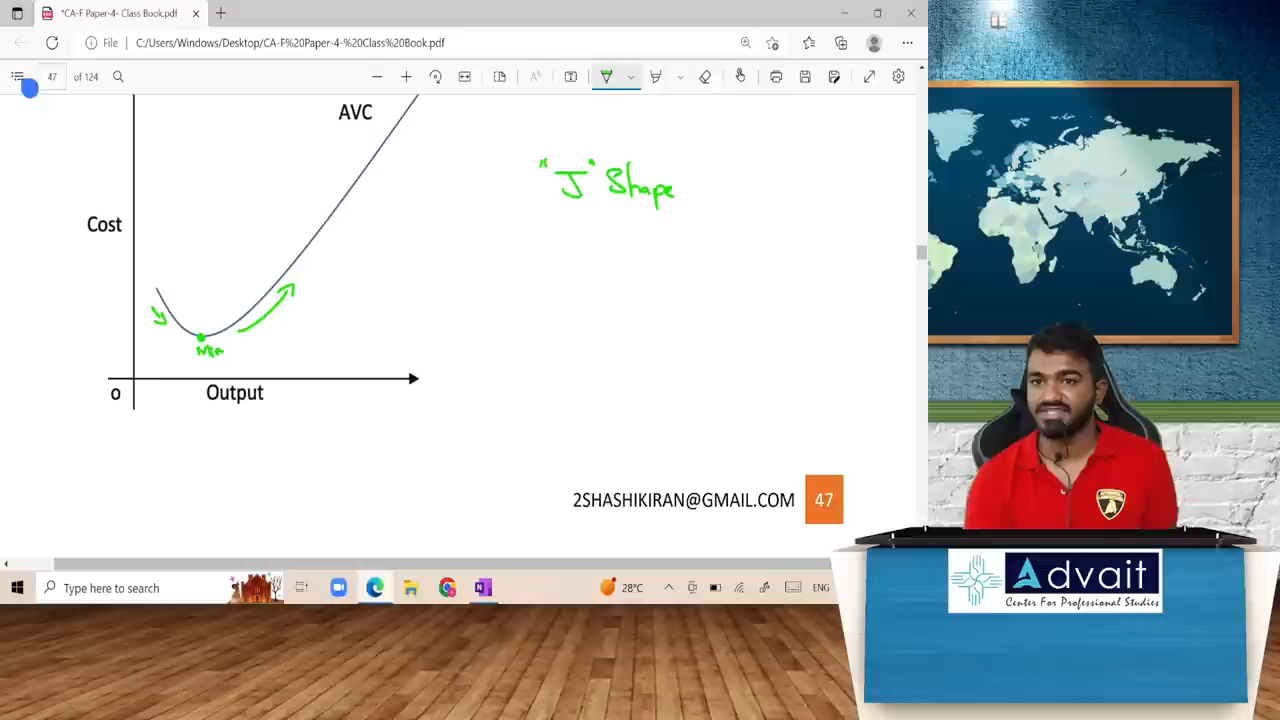 *CA-F Paper-4- Class Book.pdf
File
C:/Users/Windows/Desktop/CA-F%20Paper-4-%20Class%20Book.pdf
47 of 124
AVC
"J" Shape
Cost
Min
o
Output
2SHASHIKIRAN@GMAIL.COM 47
Type here to search
28°C
ENG
Advait
Center For Professional Studies